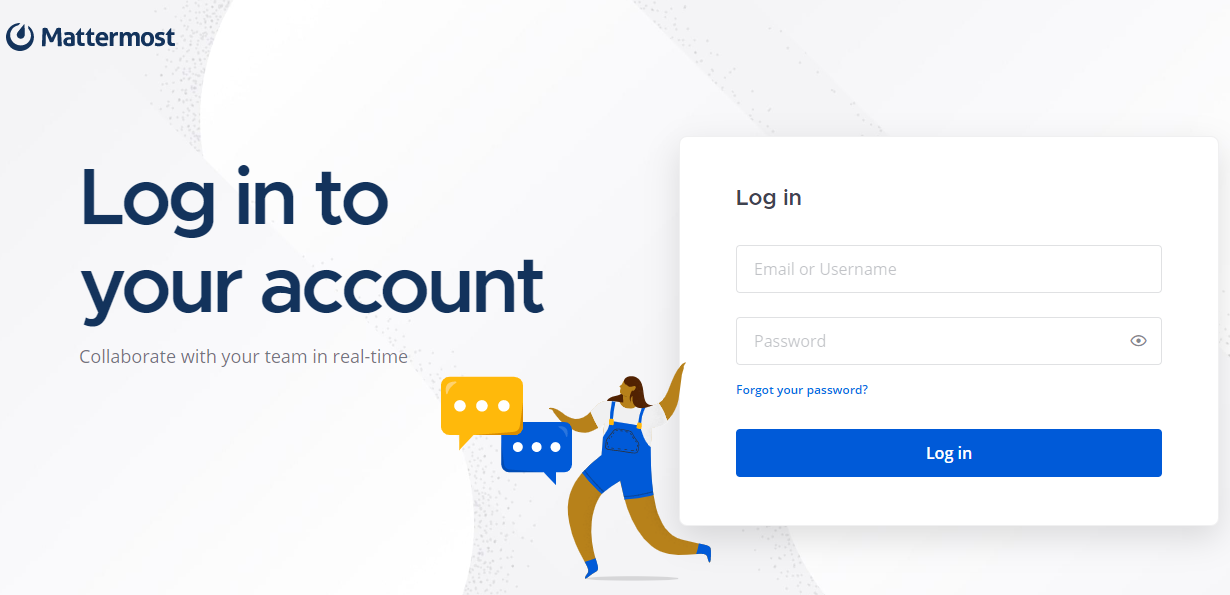 Mattermost
Log in to
your account
Collaborate with your team in real-time
Log in
Email or Username
Password
Forgot your password?
Log in